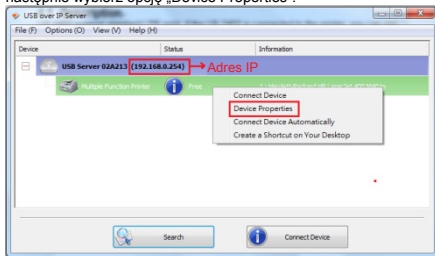 następnie wybierz opcję „Device Properties”.
USB over IP Server
File (F) Options (O) View (V) Help (H)
Device Status Information
USB Server 02A213 (192.168.0.254) Adres IP
Multiple Function Printer Free
Connect Device
Device Properties
Connect Device Automatically
Create a Shortcut on Your Desktop
Search Connect Device